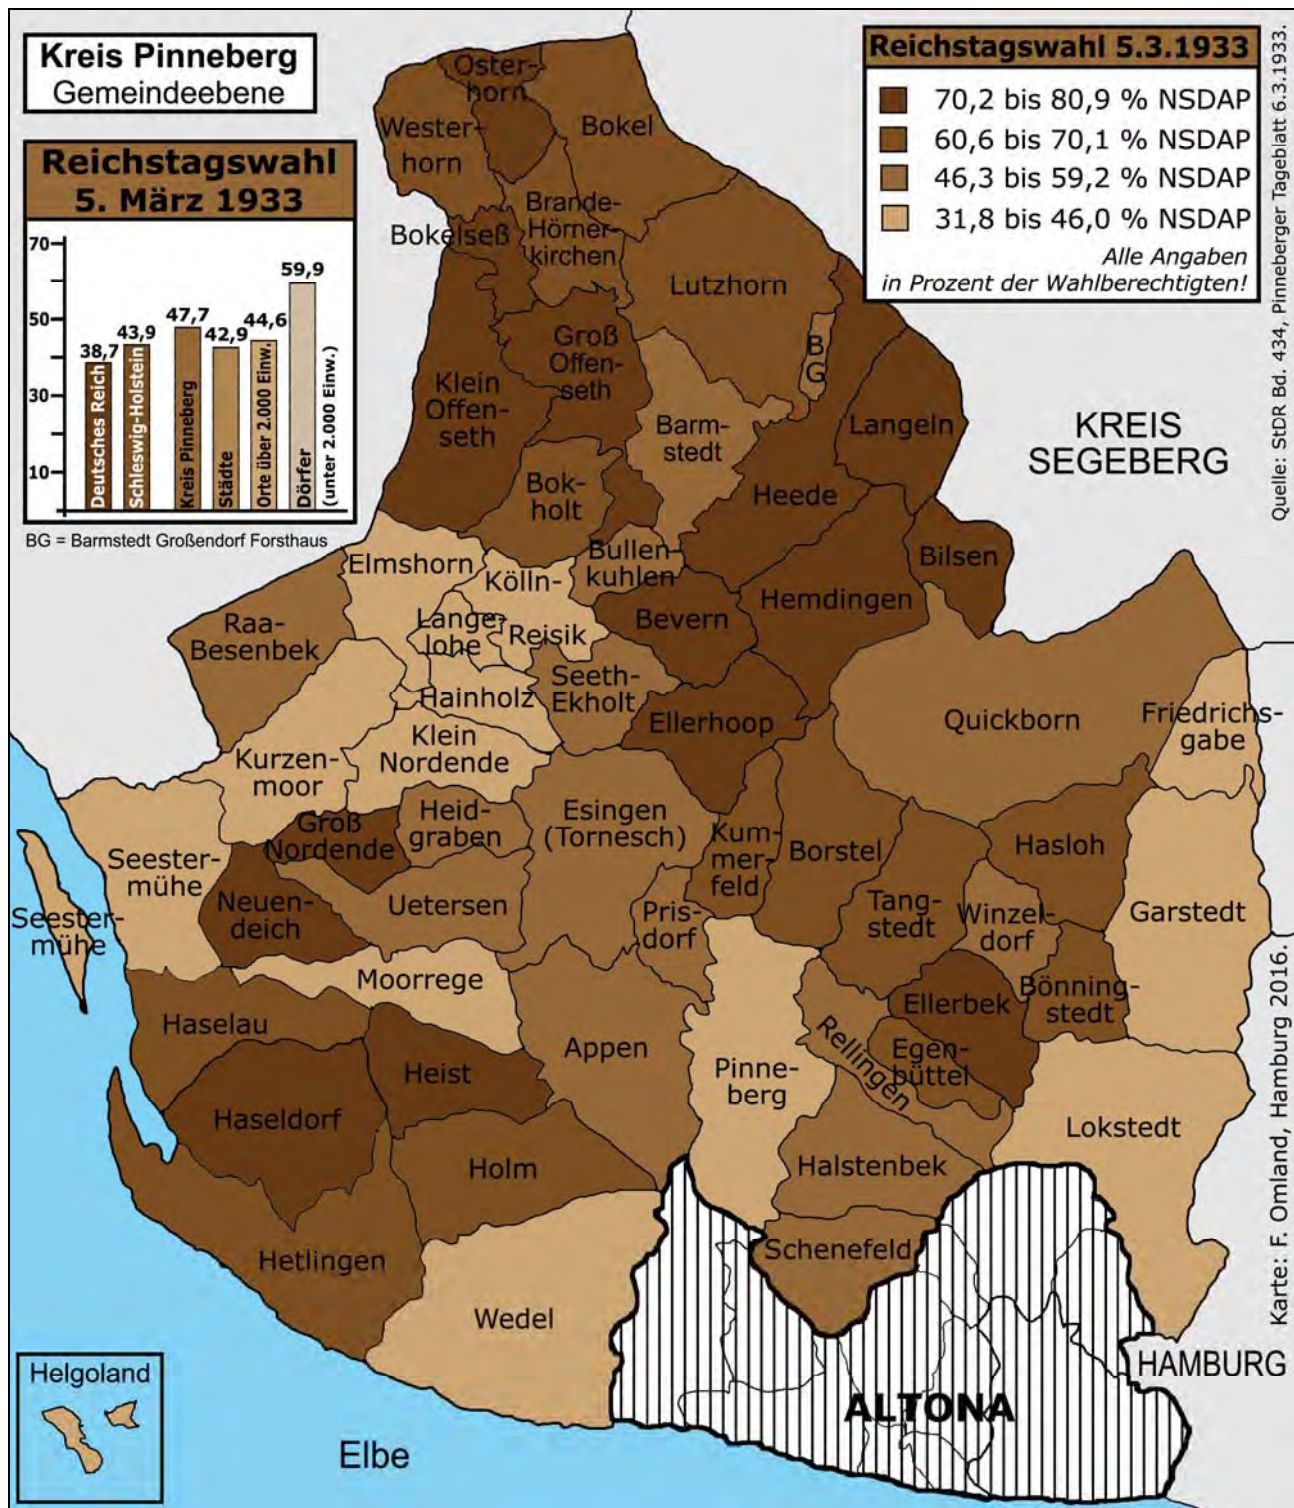 Kreis Pinneberg
Gemeindeebene
Reichstagswahl
5. März 1933
70
50
30
10
38,7
43,9
47,7
42,9
44,6
59,9
Deutsches Reich
Schleswig-Holstein
Kreis Pinneberg
Städte
Orte über 2.000 Einw.
Dörfer
(unter 2.000 Einw.)
BG = Barmstedt Großendorf Forsthaus
Reichstagswahl 5.3.1933
70,2 bis 80,9 % NSDAP
60,6 bis 70,1 % NSDAP
46,3 bis 59,2 % NSDAP
31,8 bis 46,0 % NSDAP
Alle Angaben
in Prozent der Wahlberechtigten!
Quelle: StDR Bd. 434, Pinneberger Tageblatt 6.3.1933.
Oster-
horn
Wester-
horn
Bokel
Brande-
Hörner-
kirchen
Bokelseß
Lutzhorn
Groß
Offen-
seth
B
G
Klein
Offen-
seth
Barm-
stedt
Langeln
KREIS
SEGEBERG
Bok-
holt
Heede
Elmshorn
Kölln-
Reisik
Bullen-
kuhlen
Bilsen
Hemdingen
Bevern
Raa-
Besenbek
Lange-
lohe
Hainholz
Seeth-
Ekholt
Ellerhoop
Quickborn
Friedrichs-
gabe
Kurzen-
moor
Klein
Nordende
Groß
Nordende
Heid-
graben
Esingen
(Tornesch)
Kum-
mer-
feld
Borstel
Hasloh
Seester-
mühe
Seester-
mühe
Neuen-
deich
Uetersen
Pris-
dorf
Tang-
stedt
Winzel-
dorf
Garstedt
Moorrege
Ellerbek
Bönning-
stedt
Haselau
Appen
Rellingen
Egen-
büttel
Heist
Pinne-
berg
Haseldorf
Lokstedt
Holm
Halstenbek
Hetlingen
Schenefeld
Wedel
HAMBURG
ALTONA
Helgoland
Elbe
Karte: F. Omland, Hamburg 2016.